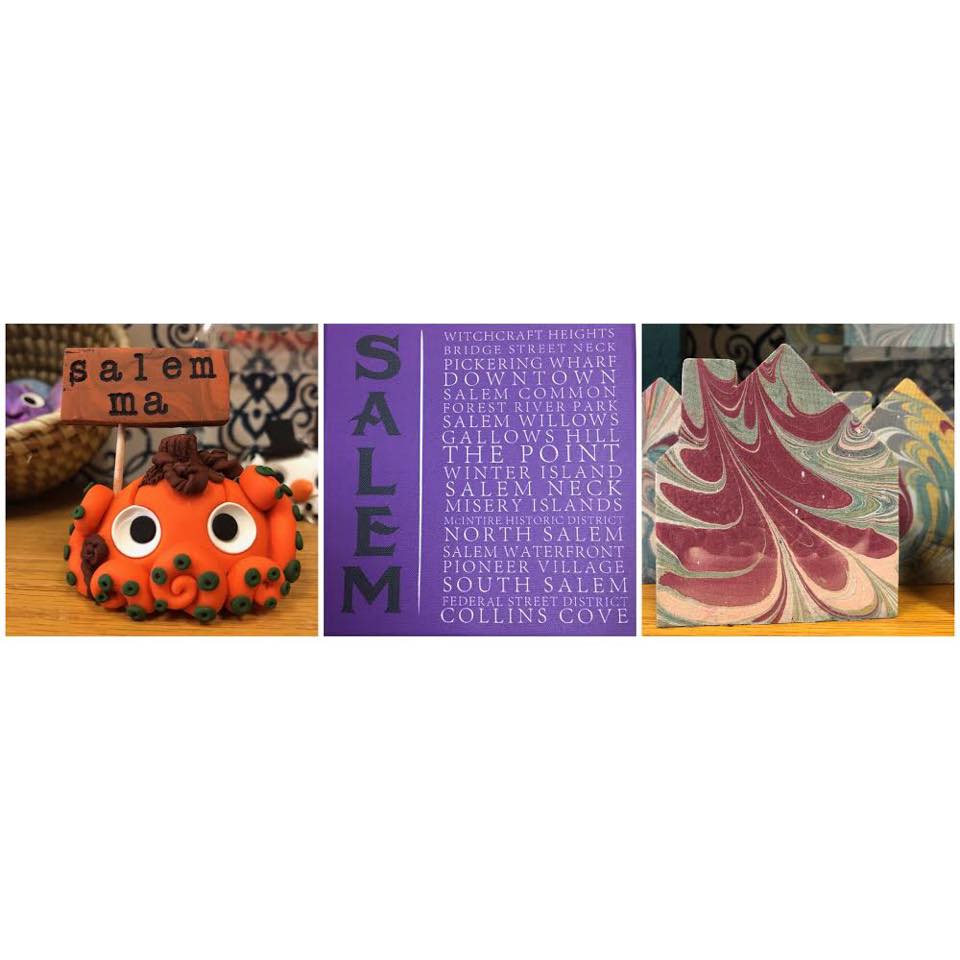 salem
ma
SALEM
WITCHCRAFT HEIGHTS
BRIDGE STREET NECK
PICKERING WHARF
DOWNTOWN
SALEM COMMON
FOREST RIVER PARK
SALEM WILLOWS
GALLOWS HILL
THE POINT
WINTER ISLAND
SALEM NECK
MISERY ISLANDS
McINTIRE HISTORIC DISTRICT
NORTH SALEM
SALEM WATERFRONT
PIONEER VILLAGE
SOUTH SALEM
FEDERAL STREET DISTRICT
COLLINS COVE